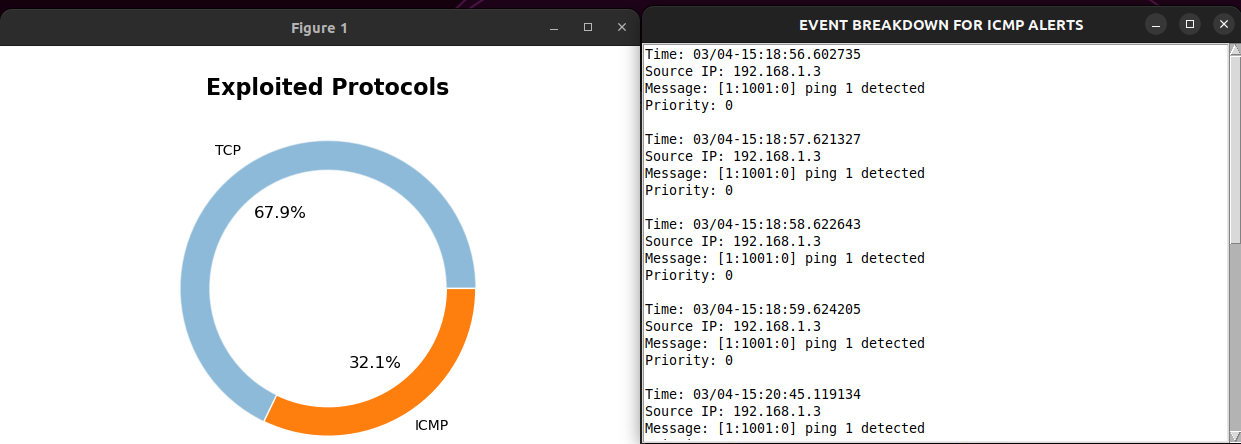 Figure 1
Exploited Protocols
TCP
67.9%
32.1%
ICMP
EVENT BREAKDOWN FOR ICMP ALERTS
Time: 03/04-15:18:56.602735
Source IP: 192.168.1.3
Message: [1:1001:0] ping 1 detected
Priority: 0
Time: 03/04-15:18:57.621327
Source IP: 192.168.1.3
Message: [1:1001:0] ping 1 detected
Priority: 0
Time: 03/04-15:18:58.622643
Source IP: 192.168.1.3
Message: [1:1001:0] ping 1 detected
Priority: 0
Time: 03/04-15:18:59.624205
Source IP: 192.168.1.3
Message: [1:1001:0] ping 1 detected
Priority: 0
Time: 03/04-15:20:45.119134
Source IP: 192.168.1.3
Message: [1:1001:0] ping 1 detected